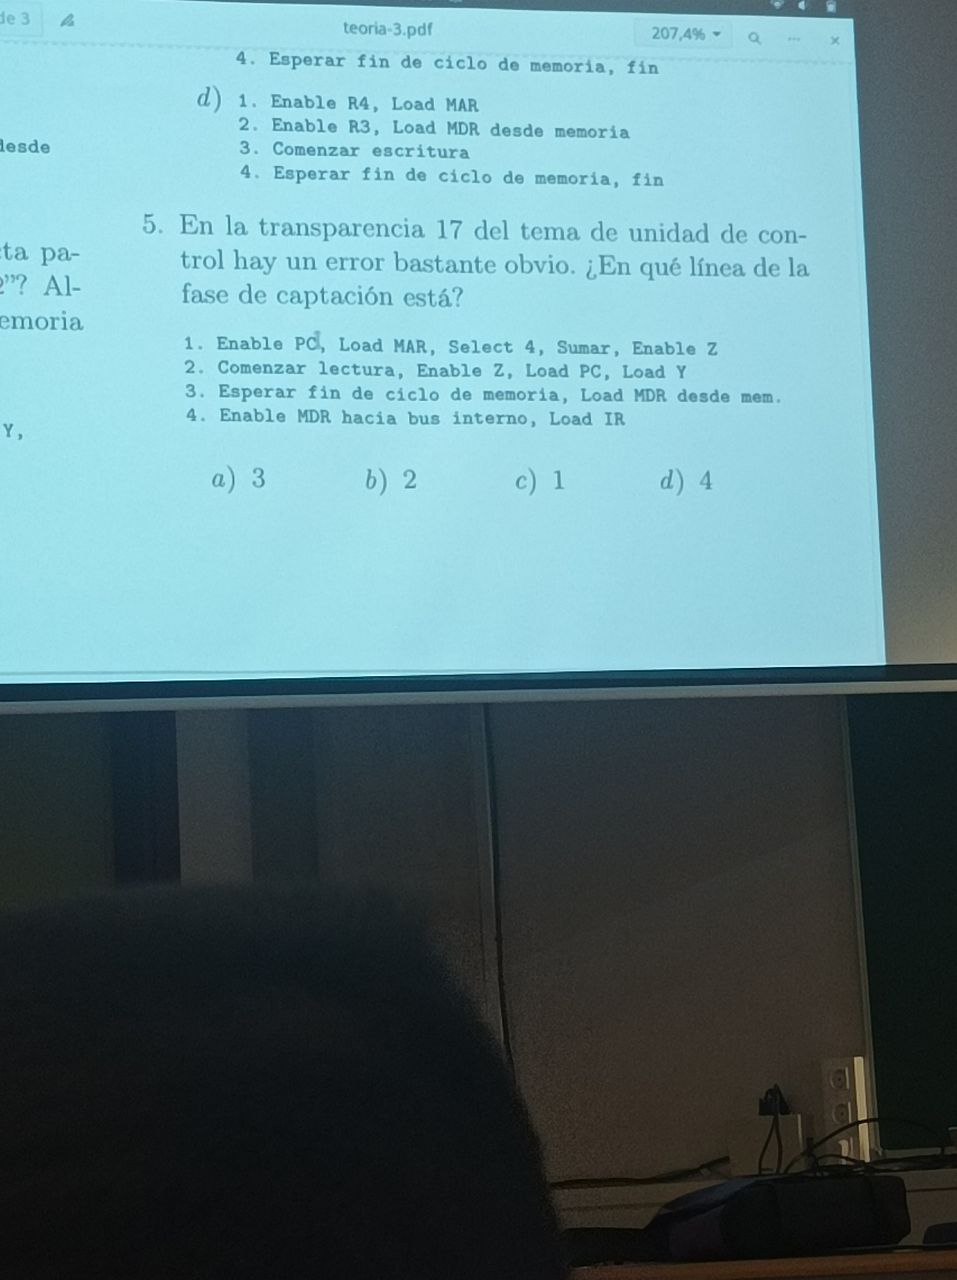 de 3
teoria-3.pdf
207,4%
4. Esperar fin de ciclo de memoria, fin
d) 1. Enable R4, Load MAR
2. Enable R3, Load MDR desde memoria
3. Comenzar escritura
4. Esperar fin de ciclo de memoria, fin
desde
ta pa-
"? Al-
emoria
Y,
5. En la transparencia 17 del tema de unidad de con-
trol hay un error bastante obvio. ¿En qué línea de la
fase de captación está?
1. Enable PC, Load MAR, Select 4, Sumar, Enable Z
2. Comenzar lectura, Enable Z, Load PC, Load Y
3. Esperar fin de ciclo de memoria, Load MDR desde mem.
4. Enable MDR hacia bus interno, Load IR
a) 3 b) 2 c) 1 d) 4